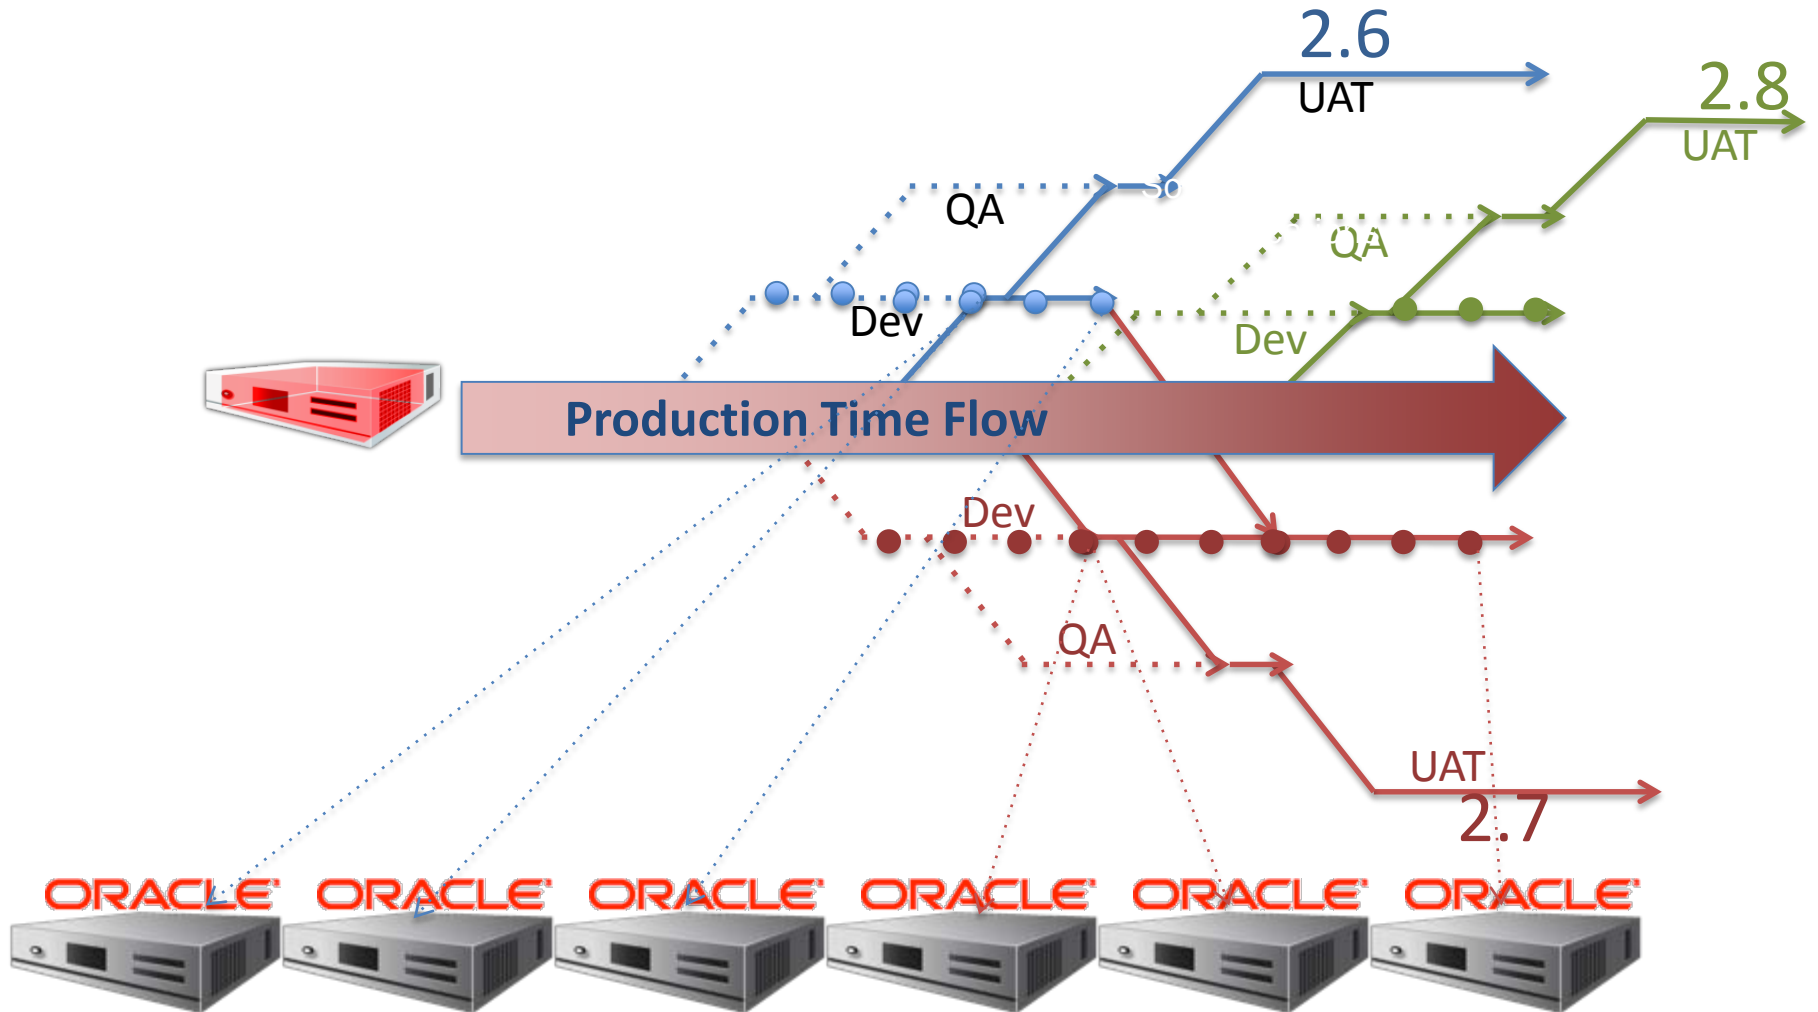 2.6
UAT
2.8
UAT
QA
So
QA
Dev
Dev
Production Time Flow
Dev
QA
UAT
2.7
ORACLE
ORACLE
ORACLE
ORACLE
ORACLE
ORACLE